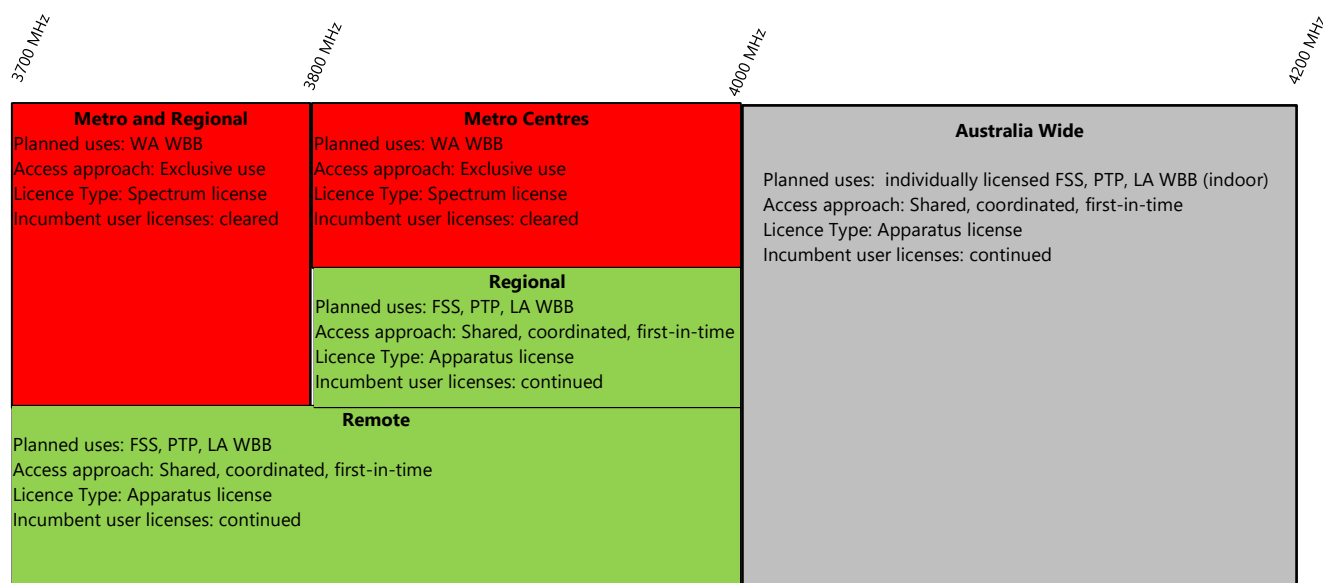 3700 MHz
3800 MHz
4000 MHz
4200 MHz
Metro and Regional
Planned uses: WA WBB
Access approach: Exclusive use
Licence Type: Spectrum license
Incumbent user licenses: cleared
Metro Centres
Planned uses: WA WBB
Access approach: Exclusive use
Licence Type: Spectrum license
Incumbent user licenses: cleared
Australia Wide
Planned uses:  individually licensed FSS, PTP, LA WBB (indoor)
Access approach: Shared, coordinated, first-in-time
Licence Type: Apparatus license
Incumbent user licenses: continued
Regional
Planned uses: FSS, PTP, LA WBB
Access approach: Shared, coordinated, first-in-time
Licence Type: Apparatus license
Incumbent user licenses: continued
Remote
Planned uses: FSS, PTP, LA WBB
Access approach: Shared, coordinated, first-in-time
Licence Type: Apparatus license
Incumbent user licenses: continued